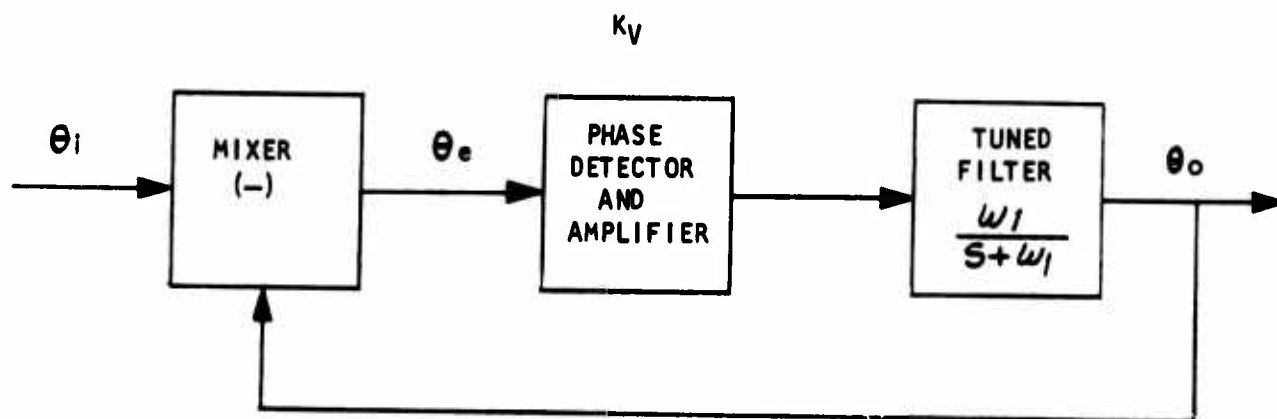 K_V
θi
MIXER
(—)
θe
PHASE
DETECTOR
AND
AMPLIFIER
TUNED
FILTER
ω1
S+ω1
θo